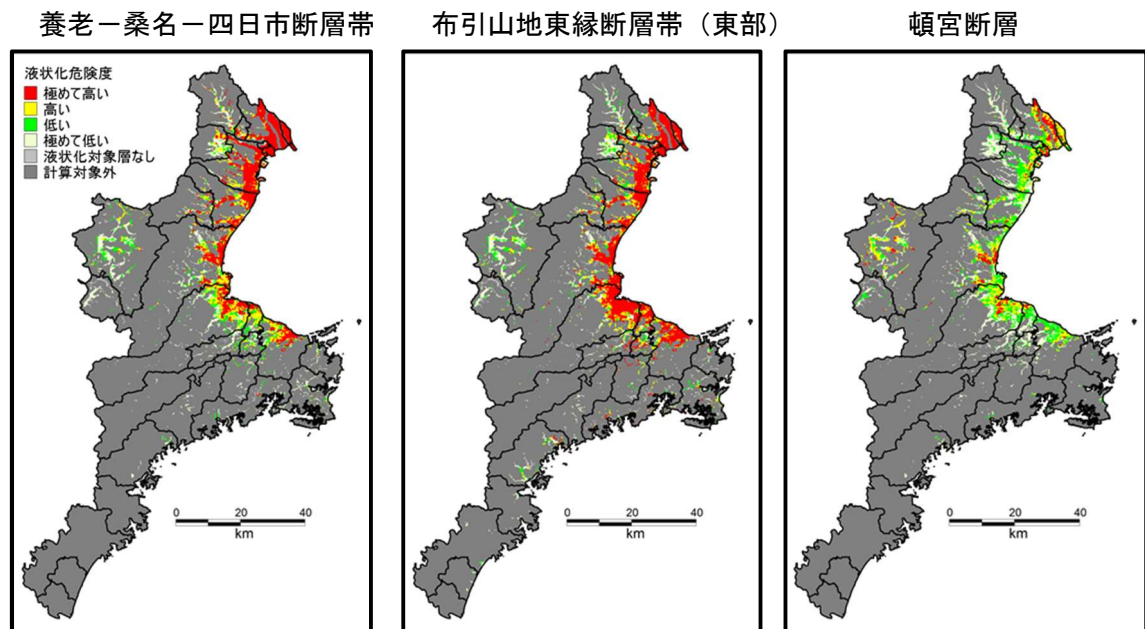 養老－桑名－四日市断層帯
布引山地東縁断層帯（東部）
頓宮断層
液状化危険度
極めて高い
高い
低い
極めて低い
液状化対象層なし
計算対象外
0 20 40
km
0 20 40
km
0 20 40
km